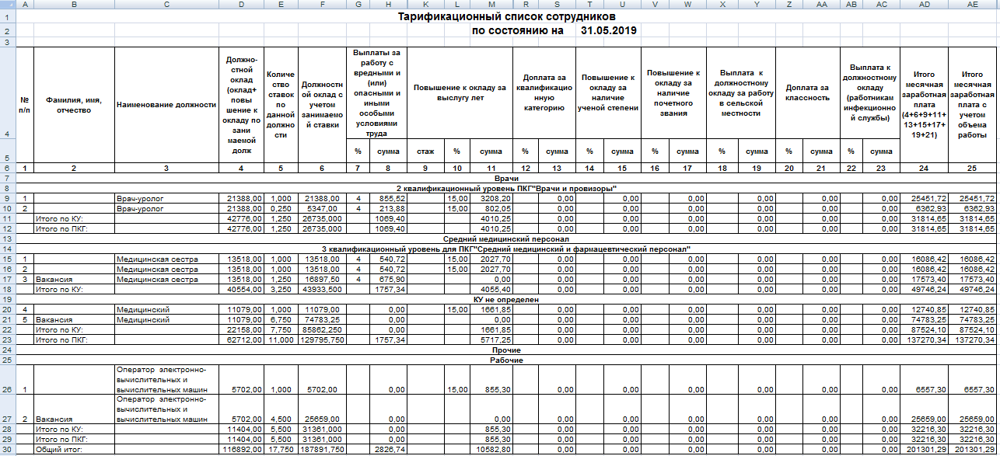 A B C D E F G H K L M R S T U V W X Y Z AA AB AC AD AE
1 Тарификационный список сотрудников
2 по состоянию на 31.05.2019
3
4 № п/п Фамилия, имя, отчество Наименование должности Должно-стной оклад (оклад+ повы шение к окладу по зани маемой долж Количе ство ставок по данной должно сти Должностн ой оклад с учетом занимаемо й ставки Выплаты за работу с вредными и (или) опасными и иными особыми условиями труда Повышение к окладу за выслугу лет Доплата за квалификацио нную категорию Повышение к окладу за наличие ученой степени Повышение к окладу за наличие почетного звания Выплата к должностному окладу за работу в сельской местности Доплата за классность Выплата к должностному окладу (работникам инфекционно й службы) Итого месячная заработная плата (4+6+9+11+ 13+15+17+ 19+21) Итого месячная заработная плата с учетом объема работы
5 % сумма стаж % сумма % сумма % сумма % сумма % сумма % сумма % сумма
6 1 2 3 4 5 6 7 8 9 10 11 12 13 14 15 16 17 18 19 20 21 22 23 24 25
7 Врачи
8 2 квалификационный уровень ПКГ"Врачи и провизоры"
9 1 Врач-уролог 21388,00 1,000 21388,00 4 855,52 15,00 3208,20 0,00 0,00 0,00 0,00 0,00 0,00 25451,72 25451,72
10 2 Врач-уролог 21388,00 0,250 5347,00 4 213,88 15,00 802,05 0,00 0,00 0,00 0,00 0,00 0,00 6362,93 6362,93
11 Итого по КУ: 42776,00 1,250 26735,000 1069,40 4010,25 0,00 0,00 0,00 0,00 0,00 0,00 31814,65 31814,65
12 Итого по ПКГ: 42776,00 1,250 26735,000 1069,40 4010,25 0,00 0,00 0,00 0,00 0,00 0,00 31814,65 31814,65
13 Средний медицинский персонал
14 3 квалификационный уровень для ПКГ"Средний медицинский и фармацевтический персонал"
15 1 Медицинская сестра 13518,00 1,000 13518,00 4 540,72 15,00 2027,70 0,00 0,00 0,00 0,00 0,00 0,00 16086,42 16086,42
16 2 Медицинская сестра 13518,00 1,000 13518,00 4 540,72 15,00 2027,70 0,00 0,00 0,00 0,00 0,00 0,00 16086,42 16086,42
17 3 Вакансия Медицинская сестра 13518,00 1,250 16897,50 4 675,90 0,00 0,00 0,00 0,00 0,00 0,00 0,00 17573,40 17573,40
18 Итого по КУ: 40554,00 3,250 43933,500 1757,34 4055,40 0,00 0,00 0,00 0,00 0,00 0,00 49746,24 49746,24
19 КУ не определен
20 4 Медицинский 11079,00 1,000 11079,00 0,00 15,00 1661,85 0,00 0,00 0,00 0,00 0,00 0,00 12740,85 12740,85
21 5 Вакансия Медицинский 11079,00 6,750 74783,25 0,00 0,00 0,00 0,00 0,00 0,00 0,00 0,00 74783,25 74783,25
22 Итого по КУ: 22158,00 7,750 85862,250 0,00 1661,85 0,00 0,00 0,00 0,00 0,00 0,00 87524,10 87524,10
23 Итого по ПКГ: 62712,00 11,000 129795,750 1757,34 5717,25 0,00 0,00 0,00 0,00 0,00 0,00 137270,34 137270,34
24 Прочие
25 Рабочие
26 1 Оператор электронно-вычислительных и вычислительных машин 5702,00 1,000 5702,00 0,00 15,00 855,30 0,00 0,00 0,00 0,00 0,00 0,00 6557,30 6557,30
27 2 Вакансия Оператор электронно-вычислительных и вычислительных машин 5702,00 4,500 25659,00 0,00 0,00 0,00 0,00 0,00 0,00 0,00 0,00 25659,00 25659,00
28 Итого по КУ: 11404,00 5,500 31361,000 0,00 855,30 0,00 0,00 0,00 0,00 0,00 0,00 32216,30 32216,30
29 Итого по ПКГ: 11404,00 5,500 31361,000 0,00 855,30 0,00 0,00 0,00 0,00 0,00 0,00 32216,30 32216,30
30 Общий итог: 116892,00 17,750 187891,750 2826,74 10582,80 0,00 0,00 0,00 0,00 0,00 0,00 201301,29 201301,29